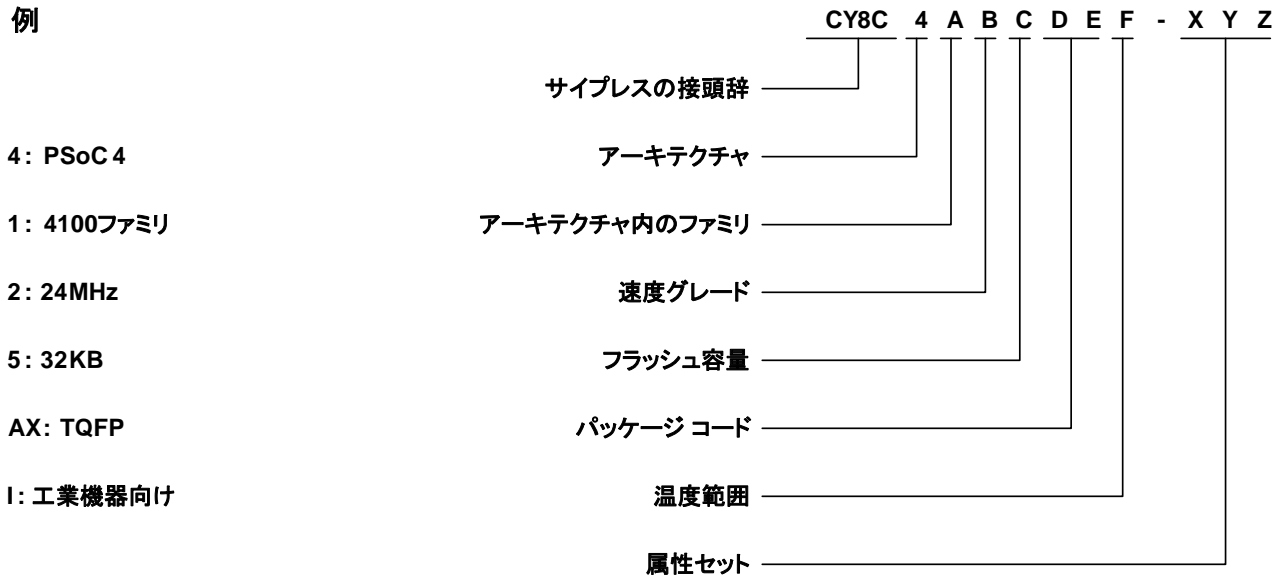 例 CY8C 4 A B C D E F - X Y Z
サイプレスの接頭辞
4: PSoC 4 アーキテクチャ
1: 4100ファミリ アーキテクチャ内のファミリ
2: 24MHz 速度グレード
5: 32KB フラッシュ容量
AX: TQFP パッケージ コード
I: 工業機器向け 温度範囲
属性セット